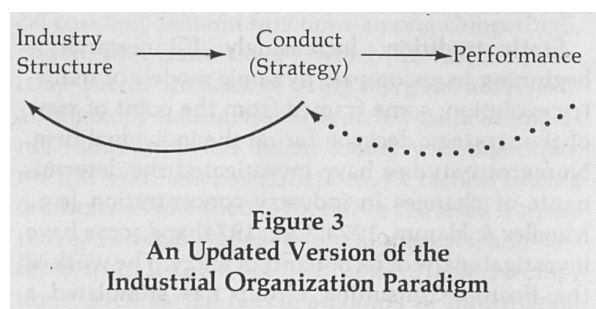 Industry
Structure
Conduct
(Strategy)
Performance
Figure 3
An Updated Version of the
Industrial Organization Paradigm